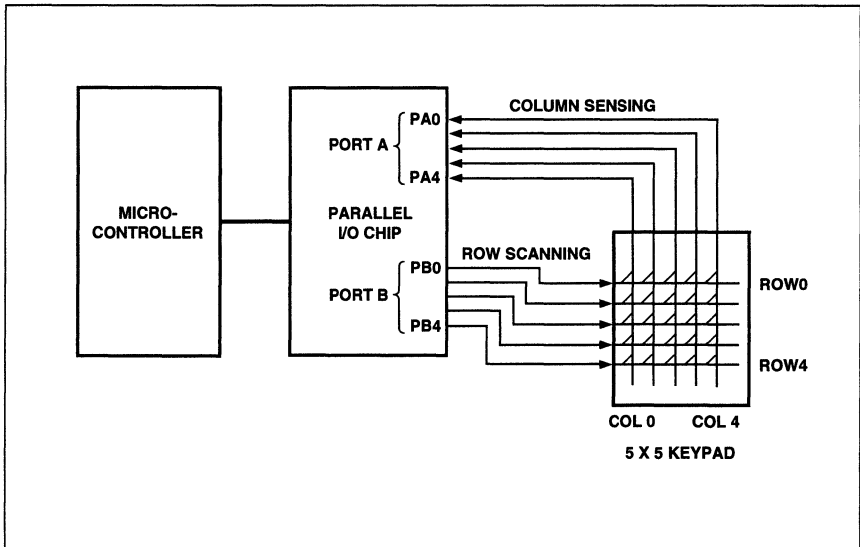 COLUMN SENSING
PA0
PORT A
PA4
MICRO-
CONTROLLER
PARALLEL
I/O CHIP
ROW SCANNING
PB0
PORT B
PB4
ROW0
ROW4
COL 0
COL 4
5 X 5 KEYPAD